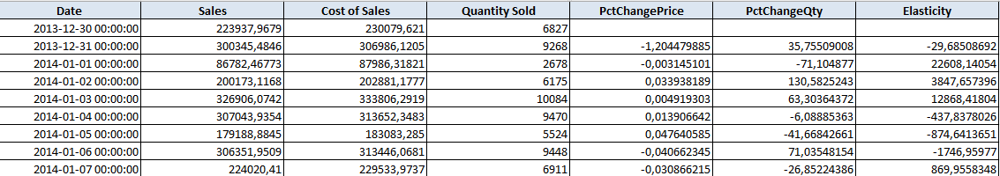 Date Sales Cost of Sales Quantity Sold PctChangePrice PctChangeQty Elasticity
2013-12-30 00:00:00 223937,9679 230079,621 6827
2013-12-31 00:00:00 300345,4846 306986,1205 9268 -1,204479885 35,75509008 -29,68508692
2014-01-01 00:00:00 86782,46773 87986,31821 2678 -0,003145101 -71,104877 22608,14054
2014-01-02 00:00:00 200173,1168 202881,1777 6175 0,033938189 130,5825243 3847,657396
2014-01-03 00:00:00 326906,0742 333806,2919 10084 0,004919303 63,30364372 12868,41804
2014-01-04 00:00:00 307043,9354 313652,3483 9470 0,013906642 -6,08885363 -437,8378026
2014-01-05 00:00:00 179188,8845 183083,285 5524 0,047640585 -41,66842661 -874,6413651
2014-01-06 00:00:00 306351,9509 313446,0681 9448 -0,040662345 71,03548154 -1746,95977
2014-01-07 00:00:00 224020,41 229533,9737 6911 -0,030866215 -26,85224386 869,9558348